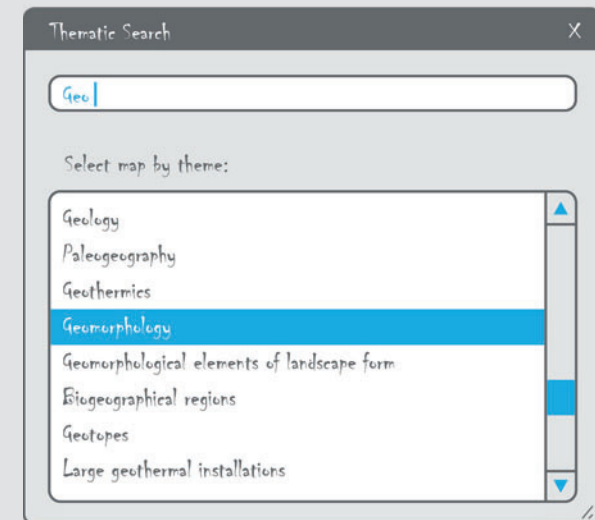 Thematic Search X
Geo
Select map by theme:
Geology
Paleogeography
Geothermics
Geomorphology
Geomorphological elements of landscape form
Biogeographical regions
Geotopes
Large geothermal installations